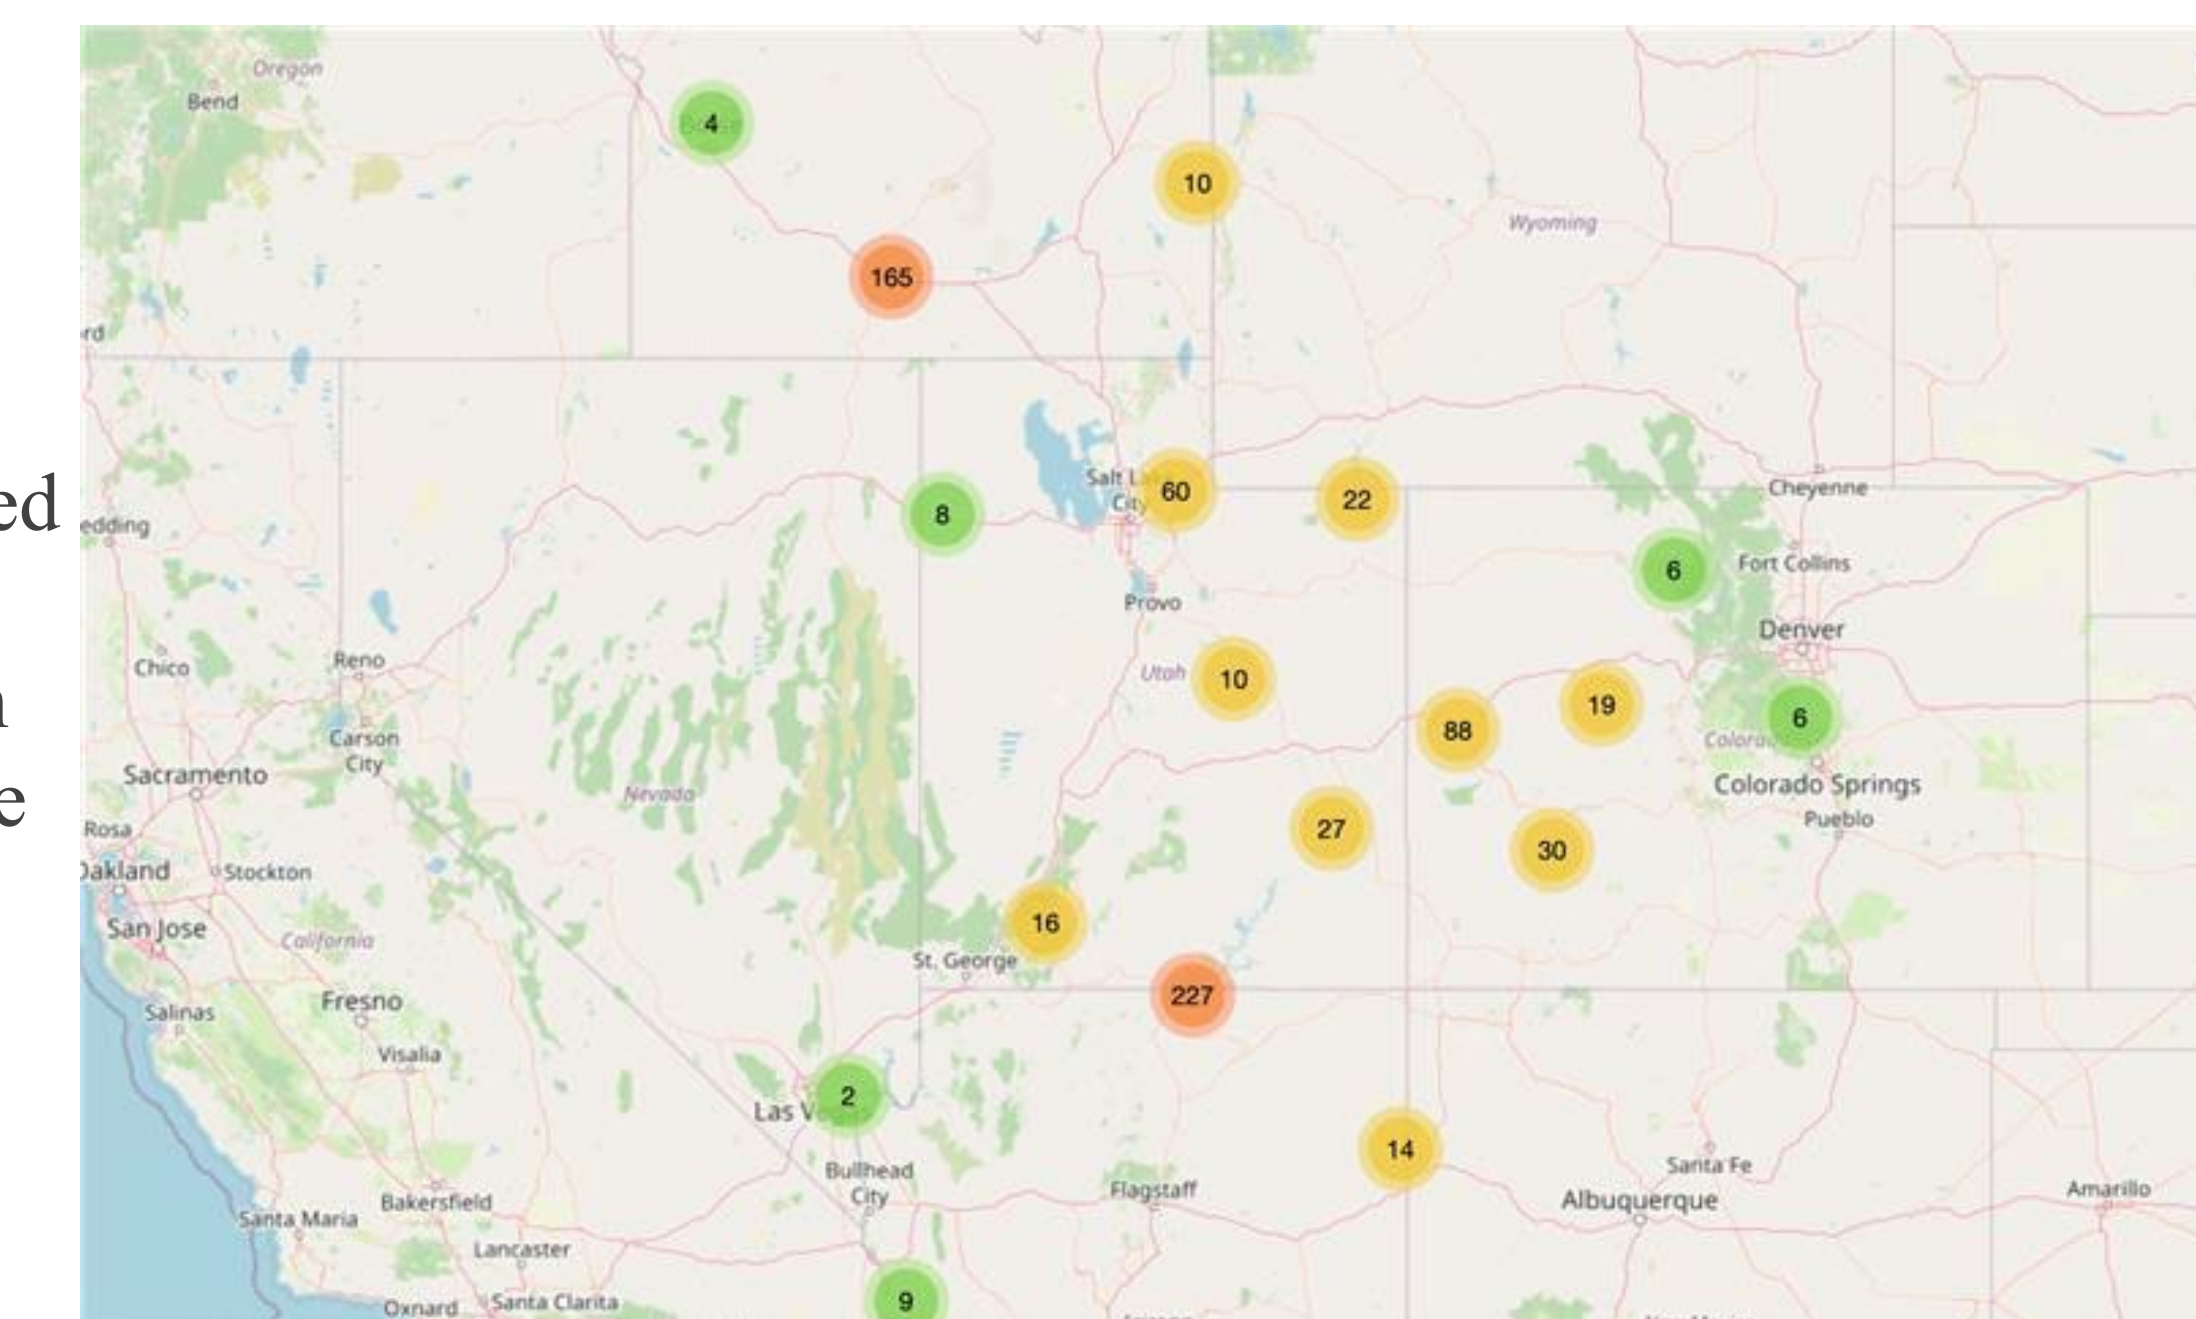 Oregon
Bend
4
10
Wyoming
165
rd
ed
Salt La
City
60
22
8
Cheyenne
edding
Fort Collins
6
Provo
Denver
Chico
Reno
Utah
10
n
88
19
6
Carson
City
Colorad
Sacramento
Nevada
Colorado Springs
e
Rosa
27
30
Pueblo
Oakland
Stockton
San Jose
California
16
St. George
227
Salinas
Fresno
Visalia
2
Las V
14
Bullhead
City
Santa Fe
Flagstaff
Albuquerque
Amarillo
Bakersfield
Santa Maria
Lancaster
9
Oxnard
Santa Clarita